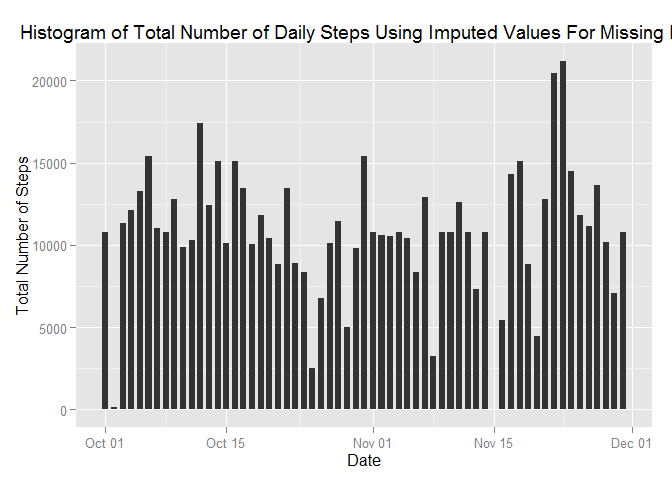 Histogram of Total Number of Daily Steps Using Imputed Values For Missing
Total Number of Steps
20000
15000
10000
5000
0
Oct 01
Oct 15
Nov 01
Nov 15
Dec 01
Date